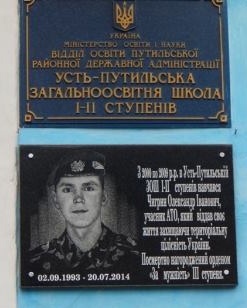 УКРАЇНА
МІНІСТЕРСТВО ОСВІТИ І НАУКИ
ВІДДІЛ ОСВІТИ ПУТИЛЬСЬКОЇ
РАЙОННОЇ ДЕРЖАВНОЇ АДМІНІСТРАЦІЇ
УСТЬ-ПУТИЛЬСЬКА
ЗАГАЛЬНООСВІТНЯ ШКОЛА
І-ІІ СТУПЕНІВ
З 2000 по 2009 р.р. в Усть-Путильській
ЗОШ І-ІІ ступенів навчався
Чигрин Олександр Іванович,
учасник АТО, який віддав своє
життя захищаючи територіальну
цілісність України.
Посмертно нагороджений орденом
"За мужність" ІІІ ступеня.
02.09.1993 - 20.07.2014